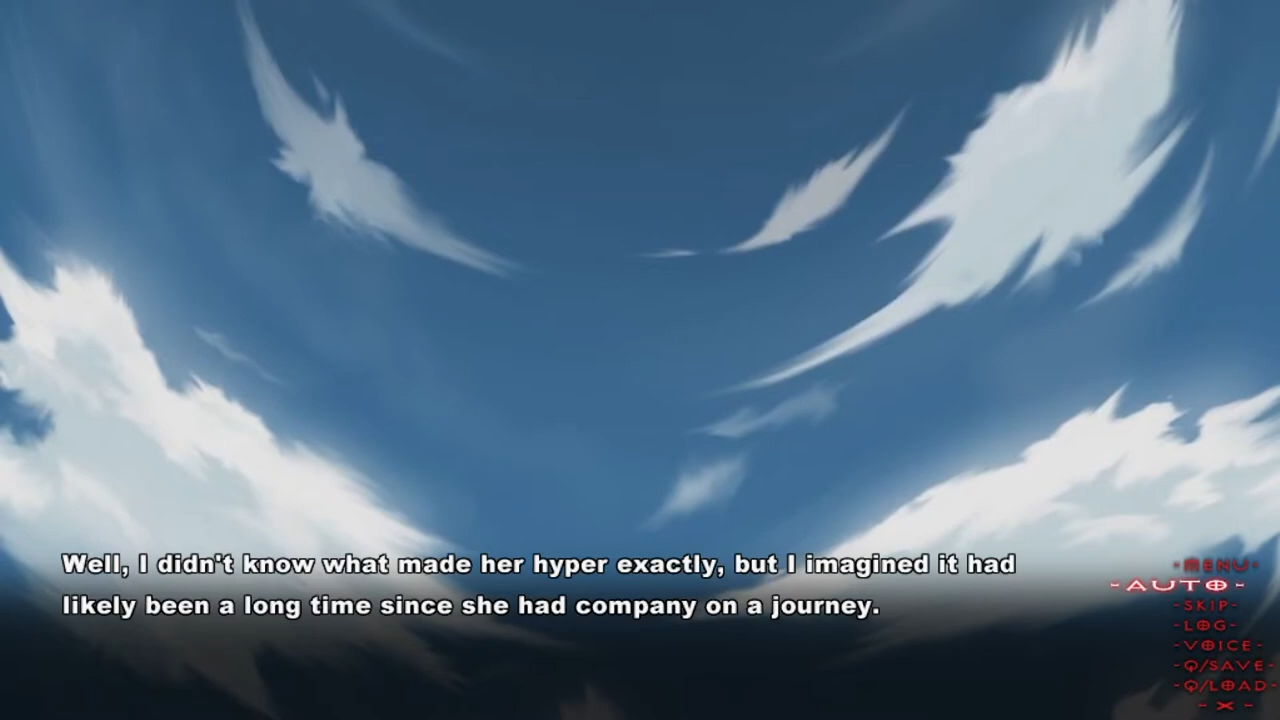 Well, I didn't know what made her hyper exactly, but I imagined it had
likely been a long time since she had company on a journey.
-MENU-
-AUTO-
-SKIP-
-LOG-
-VOICE-
-Q/SAVE-
-Q/LOAD-
-X-